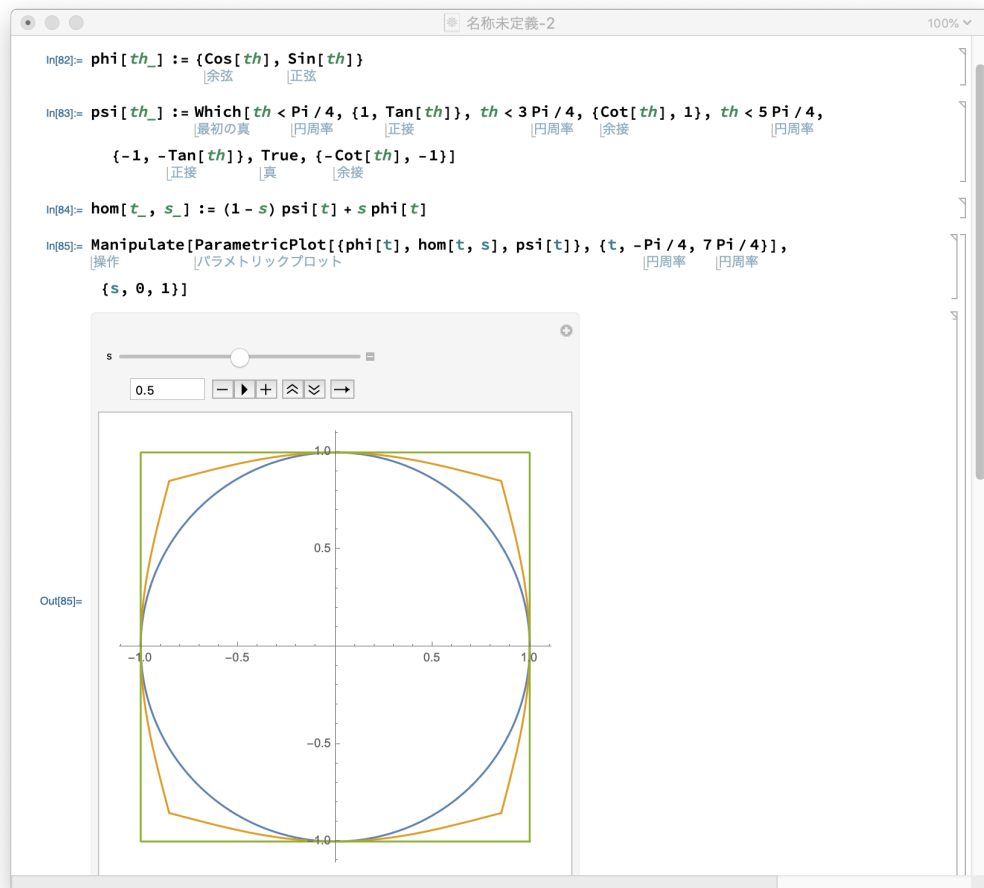 名称未定義-2
100%
In[82]:= phi[th_] := {Cos[th], Sin[th]}
余弦 正弦
In[83]:= psi[th_] := Which[th < Pi / 4, {1, Tan[th]}, th < 3 Pi / 4, {Cot[th], 1}, th < 5 Pi / 4,
最初の真 円周率 正接 円周率 余接 円周率
{-1, -Tan[th]}, True, {-Cot[th], -1}]
正接 真 余接
In[84]:= hom[t_, s_] := (1 - s) psi[t] + s phi[t]
In[85]:= Manipulate[ParametricPlot[{phi[t], hom[t, s], psi[t]}, {t, -Pi / 4, 7 Pi / 4}],
操作 パラメトリックプロット 円周率 円周率
{s, 0, 1}]
s
0.5
1.0
0.5
Out[85]=
-1.0 -0.5 0.5 1.0
-0.5
-1.0